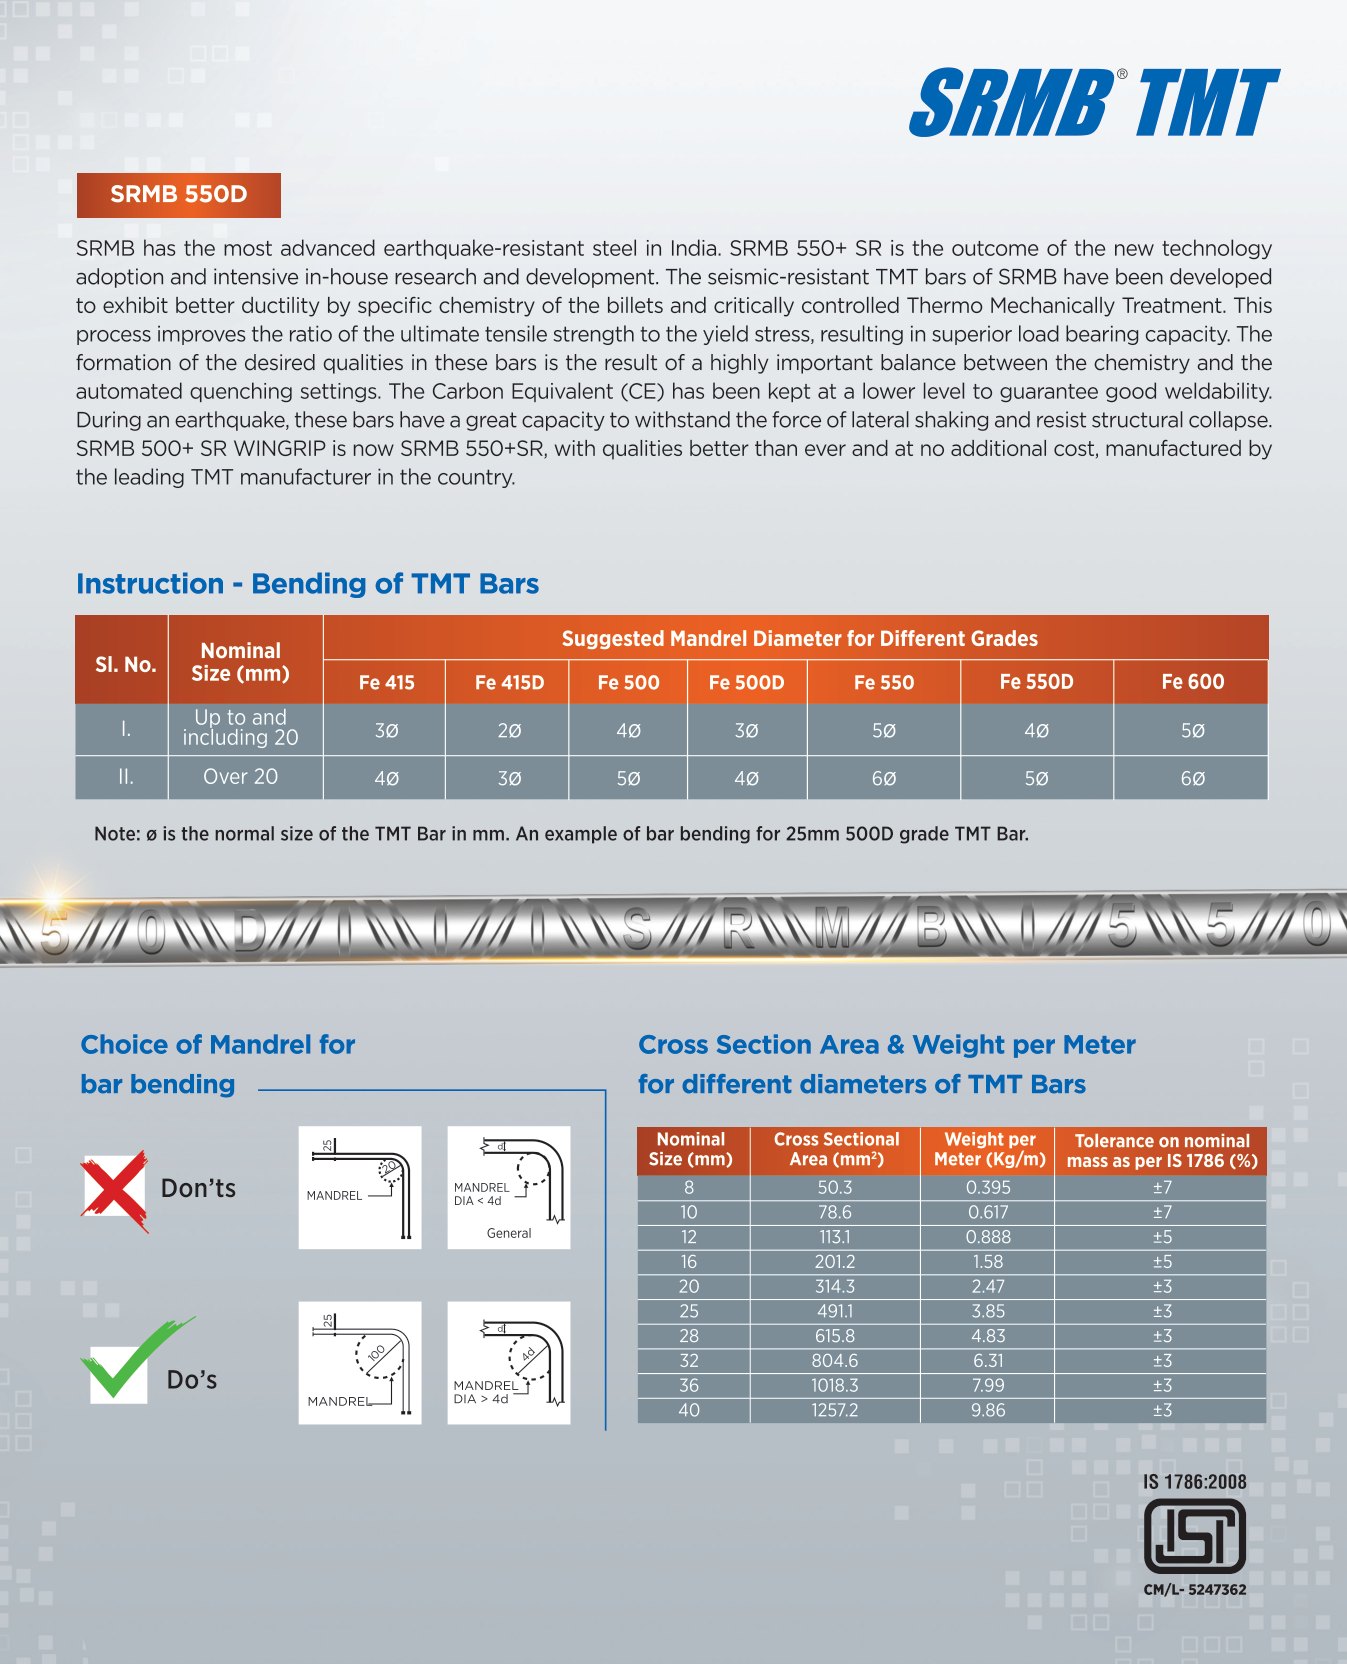 SRMB® TMT
SRMB 550D
SRMB has the most advanced earthquake-resistant steel in India. SRMB 550+ SR is the outcome of the new technology
adoption and intensive in-house research and development. The seismic-resistant TMT bars of SRMB have been developed
to exhibit better ductility by specific chemistry of the billets and critically controlled Thermo Mechanically Treatment. This
process improves the ratio of the ultimate tensile strength to the yield stress, resulting in superior load bearing capacity. The
formation of the desired qualities in these bars is the result of a highly important balance between the chemistry and the
automated quenching settings. The Carbon Equivalent (CE) has been kept at a lower level to guarantee good weldability.
During an earthquake, these bars have a great capacity to withstand the force of lateral shaking and resist structural collapse.
SRMB 500+ SR WINGRIP is now SRMB 550+SR, with qualities better than ever and at no additional cost, manufactured by
the leading TMT manufacturer in the country.
Instruction - Bending of TMT Bars
Sl. No. Nominal Size (mm) Suggested Mandrel Diameter for Different Grades
Fe 415 Fe 415D Fe 500 Fe 500D Fe 550 Fe 550D Fe 600
I. Up to and including 20 3Ø 2Ø 4Ø 3Ø 5Ø 4Ø 5Ø
II. Over 20 4Ø 3Ø 5Ø 4Ø 6Ø 5Ø 6Ø
Note: ø is the normal size of the TMT Bar in mm. An example of bar bending for 25mm 500D grade TMT Bar.
5 0 D I I I S R M B I 5 5 0
Choice of Mandrel for
bar bending
Don'ts
25
20
MANDREL
d
MANDREL
DIA < 4d
General
Do's
25
100
MANDREL
d
4d
MANDREL
DIA > 4d
Cross Section Area & Weight per Meter
for different diameters of TMT Bars
Nominal Size (mm) Cross Sectional Area (mm²) Weight per Meter (Kg/m) Tolerance on nominal mass as per IS 1786 (%)
8 50.3 0.395 ±7
10 78.6 0.617 ±7
12 113.1 0.888 ±5
16 201.2 1.58 ±5
20 314.3 2.47 ±3
25 491.1 3.85 ±3
28 615.8 4.83 ±3
32 804.6 6.31 ±3
36 1018.3 7.99 ±3
40 1257.2 9.86 ±3
IS 1786:2008
ISI
CM/L- 5247362